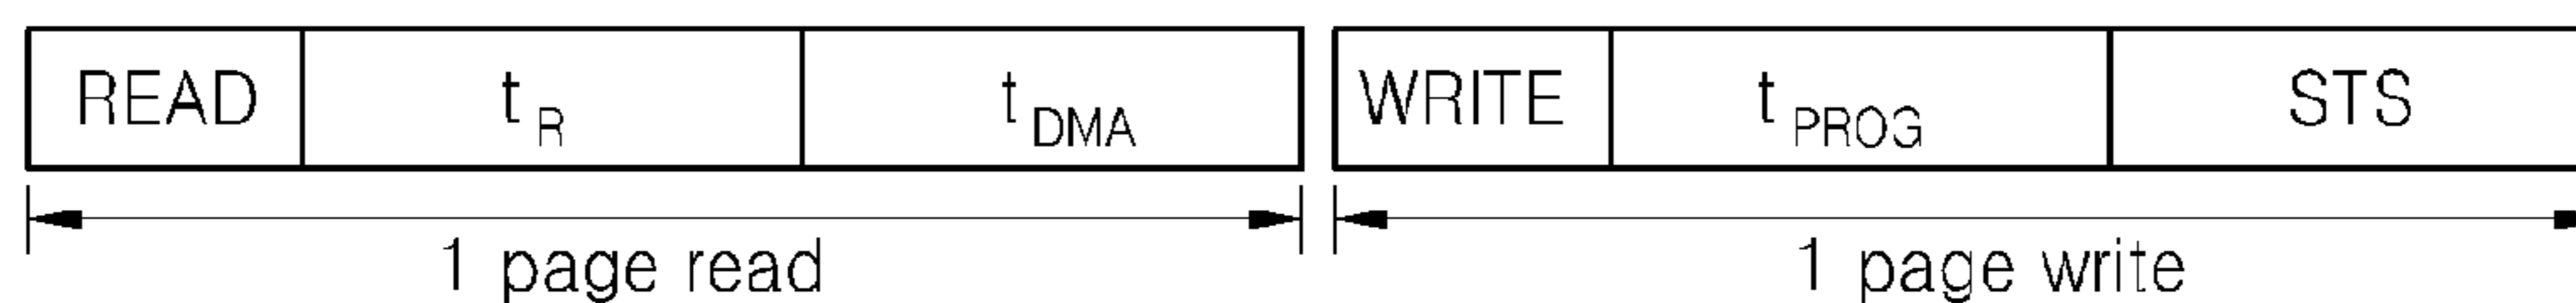 READ t R t DMA WRITE t PROG STS
1 page read 1 page write